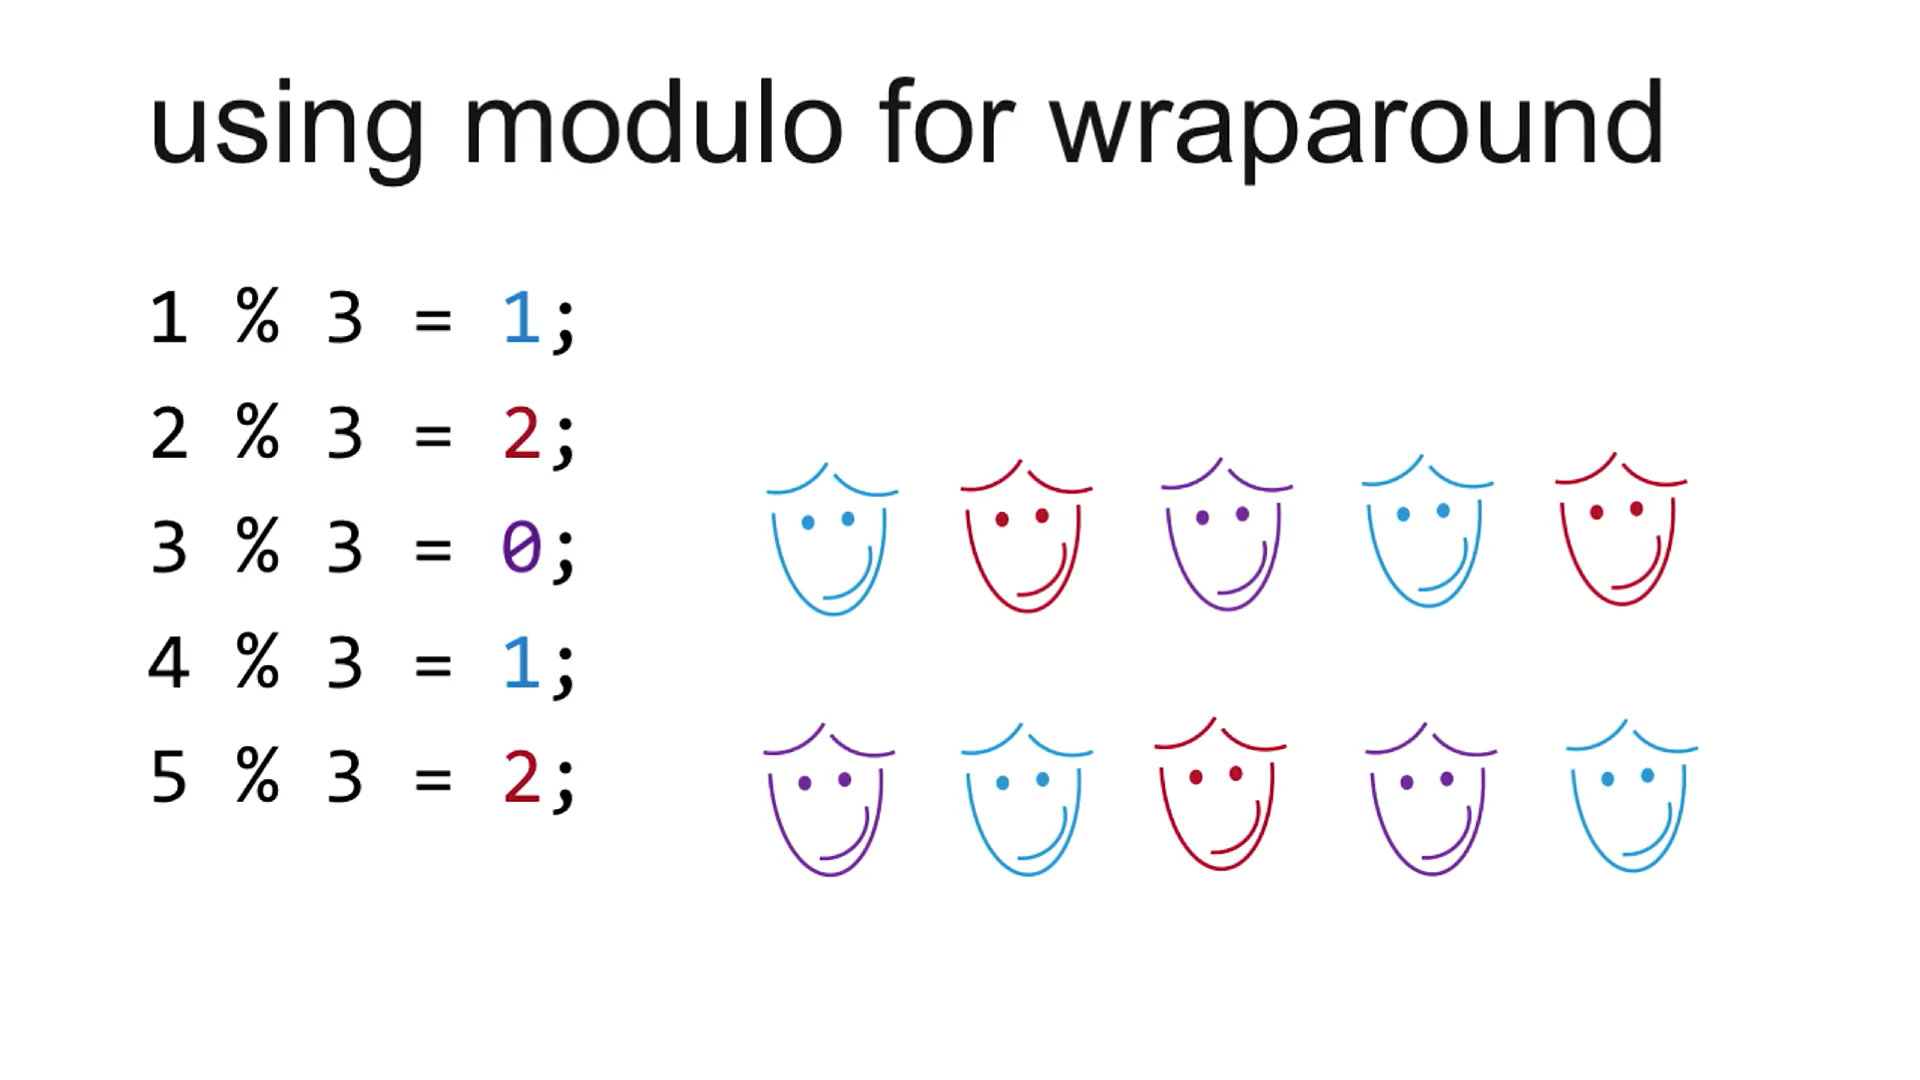 using modulo for wraparound
1 % 3 = 1;
2 % 3 = 2;
3 % 3 = 0;
4 % 3 = 1;
5 % 3 = 2;